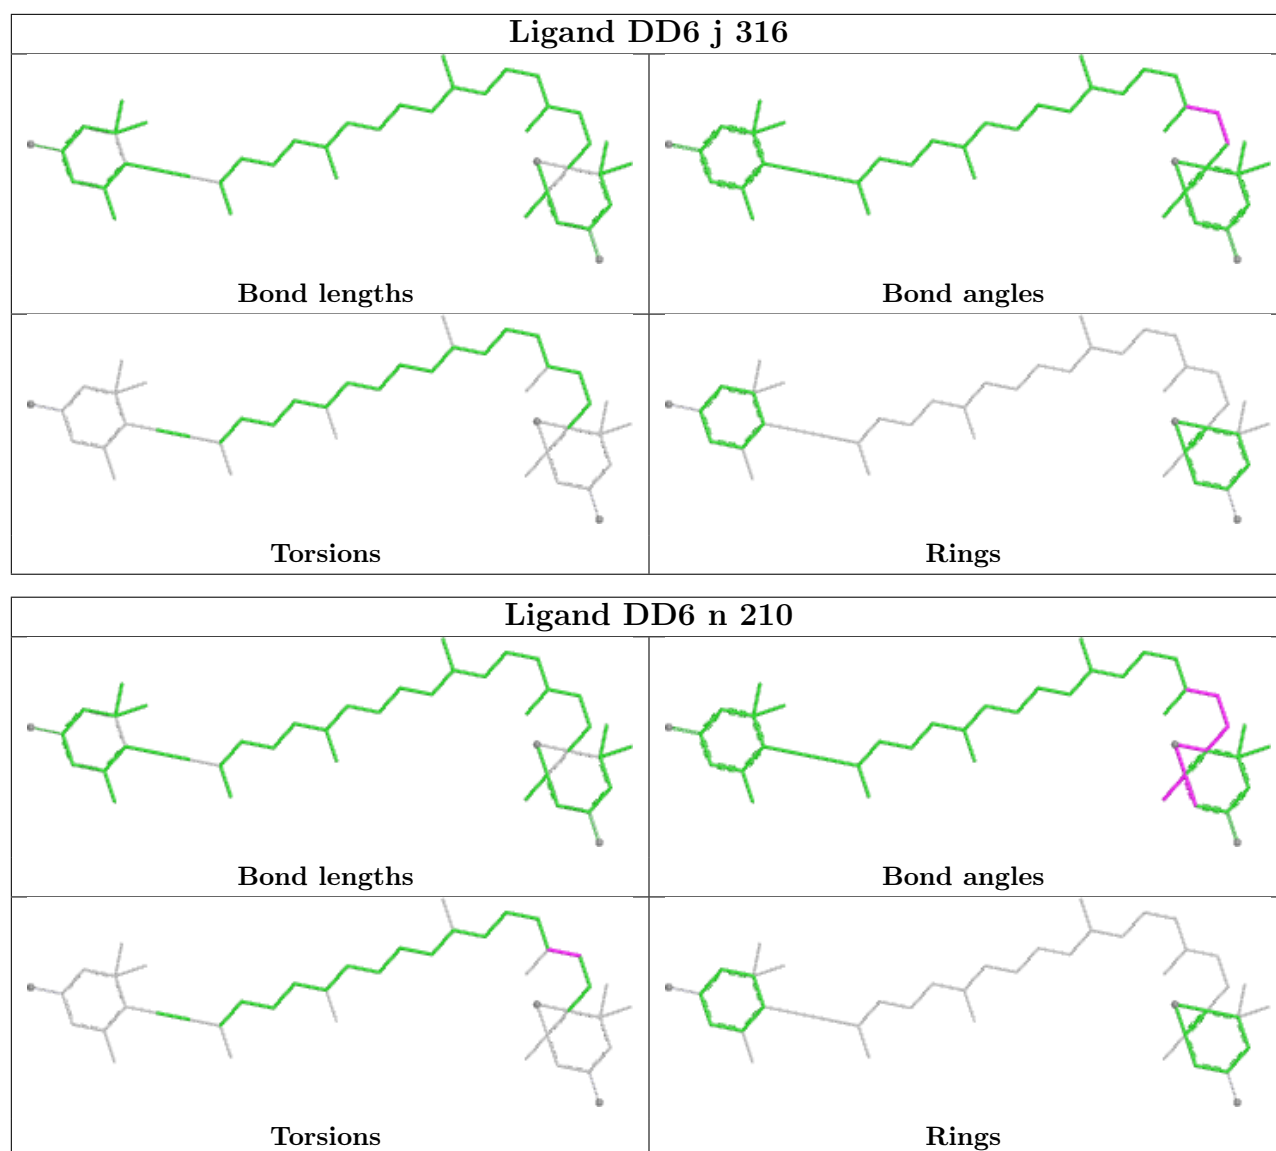 Ligand DD6 j 316
Bond lengths
Bond angles
Torsions
Rings
Ligand DD6 n 210
Bond lengths
Bond angles
Torsions
Rings